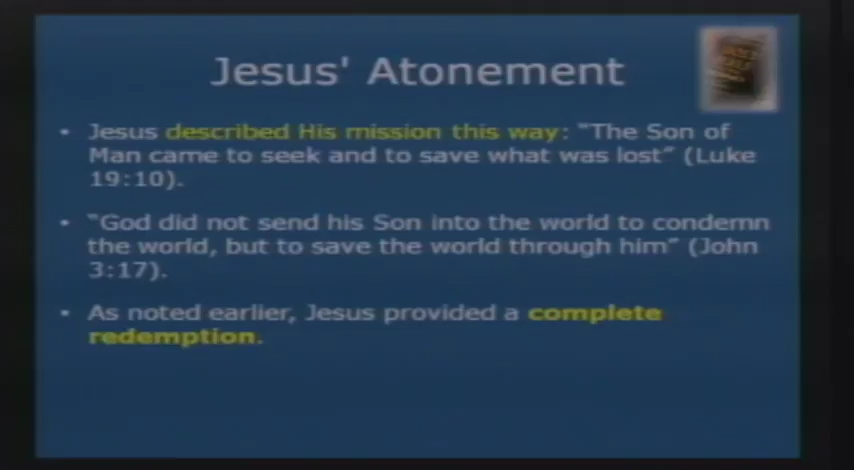 Jesus' Atonement
• Jesus described His mission this way: "The Son of
Man came to seek and to save what was lost" (Luke
19:10).
• "God did not send his Son into the world to condemn
the world, but to save the world through him" (John
3:17).
• As noted earlier, Jesus provided a complete
redemption.